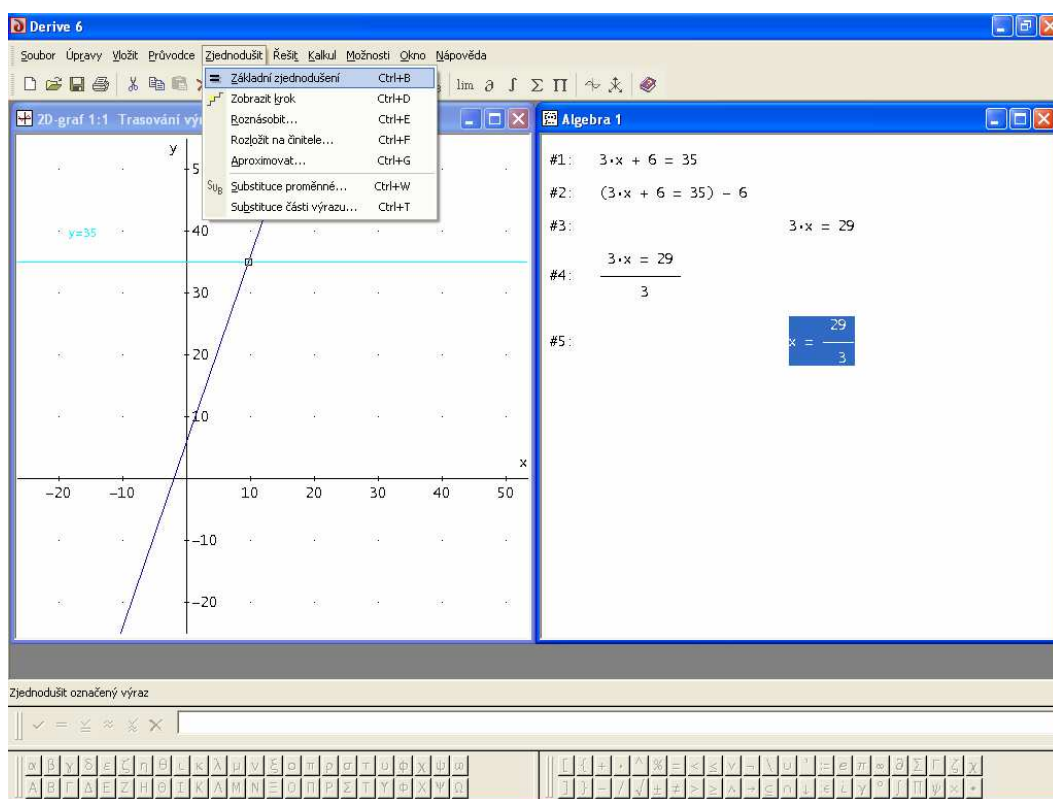 Derive 6
Soubor Úpravy Vložit Průvodce Zjednodušit Řešit Kalkul Možnosti Okno Nápověda
lim ∂ ∫ Σ Π
Základní zjednodušení Ctrl+B
Zobrazit krok Ctrl+D
Roznásobit... Ctrl+E
Rozložit na činitele... Ctrl+F
Aproximovat... Ctrl+G
SUB Substituce proměnné... Ctrl+W
Substituce části výrazu... Ctrl+T
2D-graf 1:1 Trasování
y
5
y=35
40
30
20
10
x
-20 -10 10 20 30 40 50
-10
-20
Algebra 1
#1: 3·x + 6 = 35
#2: (3·x + 6 = 35) - 6
#3: 3·x = 29
3·x = 29
#4:
3
29
#5: x =
3
Zjednodušit označený výraz
α β γ δ ε ζ η θ ι κ λ μ ν ξ ο π ρ σ τ υ φ χ ψ ω
Α Β Γ Δ Ε Ζ Η Θ Ι Κ Λ Μ Ν Ξ Ο Π Ρ Σ Τ Υ Φ Χ Ψ Ω